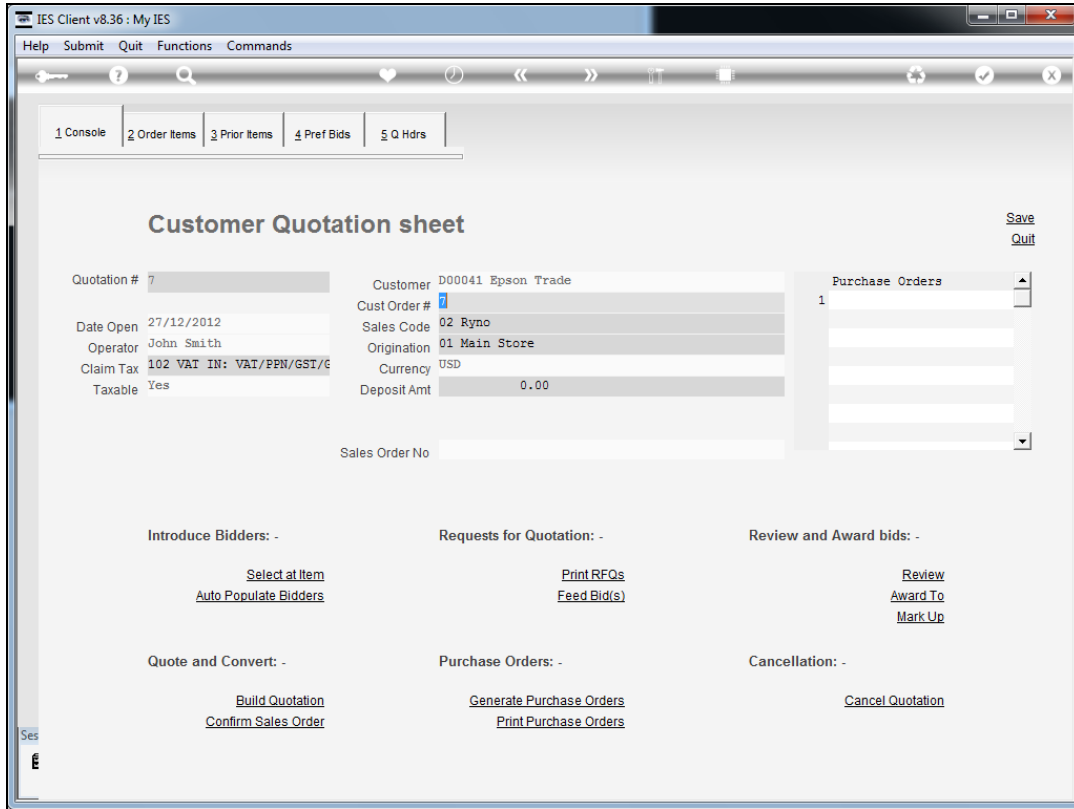 IES Client v8.36 : My IES
Help Submit Quit Functions Commands
1 Console 2 Order Items 3 Prior Items 4 Pref Bids 5 Q Hdrs
Customer Quotation sheet
Save
Quit
Quotation # 7
Customer D00041 Epson Trade
Purchase Orders
Cust Order # 7
1
Date Open 27/12/2012
Sales Code 02 Ryno
Operator John Smith
Origination 01 Main Store
Claim Tax 102 VAT IN: VAT/PPN/GST/
Currency USD
Taxable Yes
Deposit Amt 0.00
Sales Order No
Introduce Bidders: - Requests for Quotation: - Review and Award bids: -
Select at Item Print RFQs Review
Auto Populate Bidders Feed Bid(s) Award To
Mark Up
Quote and Convert: - Purchase Orders: - Cancellation: -
Build Quotation Generate Purchase Orders Cancel Quotation
Confirm Sales Order Print Purchase Orders
Ses